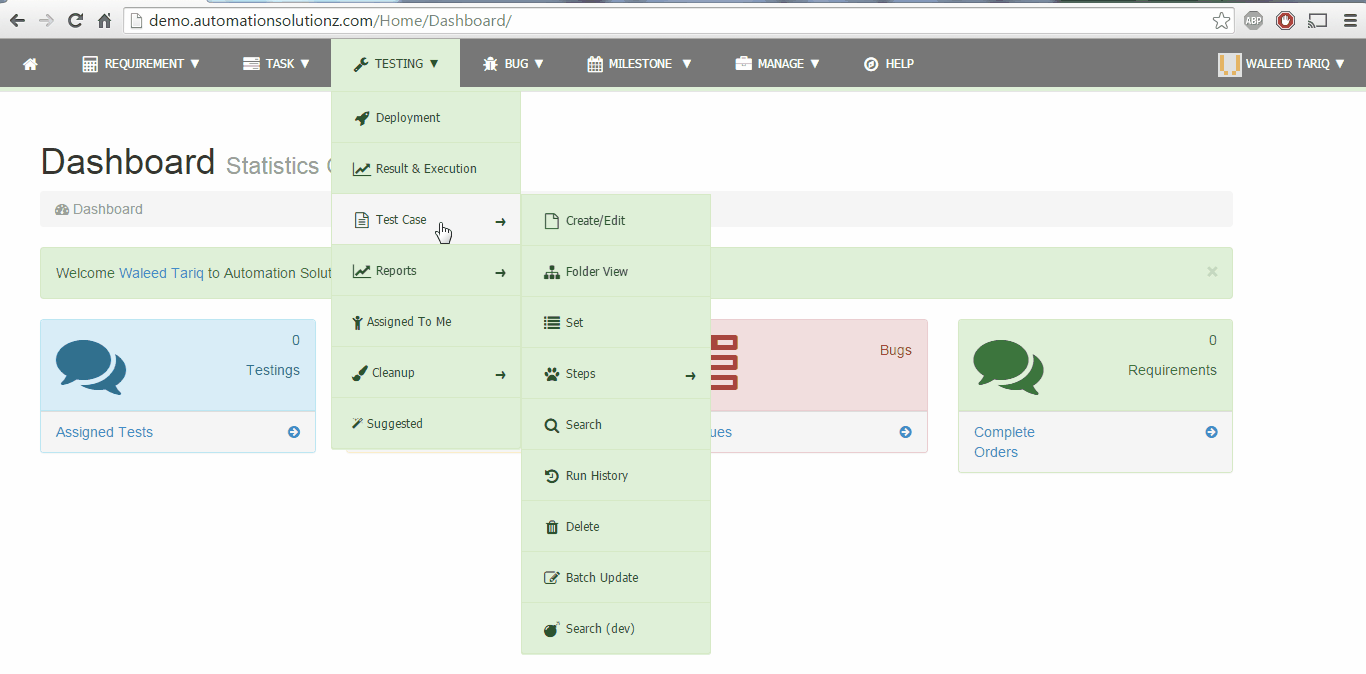 demo.automationsolutionz.com/Home/Dashboard/
ABP
REQUIREMENT ▼
TASK ▼
TESTING ▼
BUG ▼
MILESTONE ▼
MANAGE ▼
HELP
WALEED TARIQ ▼
Deployment
Result & Execution
Test Case
Reports
Assigned To Me
Cleanup
Suggested
Create/Edit
Folder View
Set
Steps
Search
Run History
Delete
Batch Update
Search (dev)
Dashboard Statistics
Dashboard
Welcome Waleed Tariq to Automation
×
0
Testings
Assigned Tests
Bugs
0
Requirements
Complete
Orders